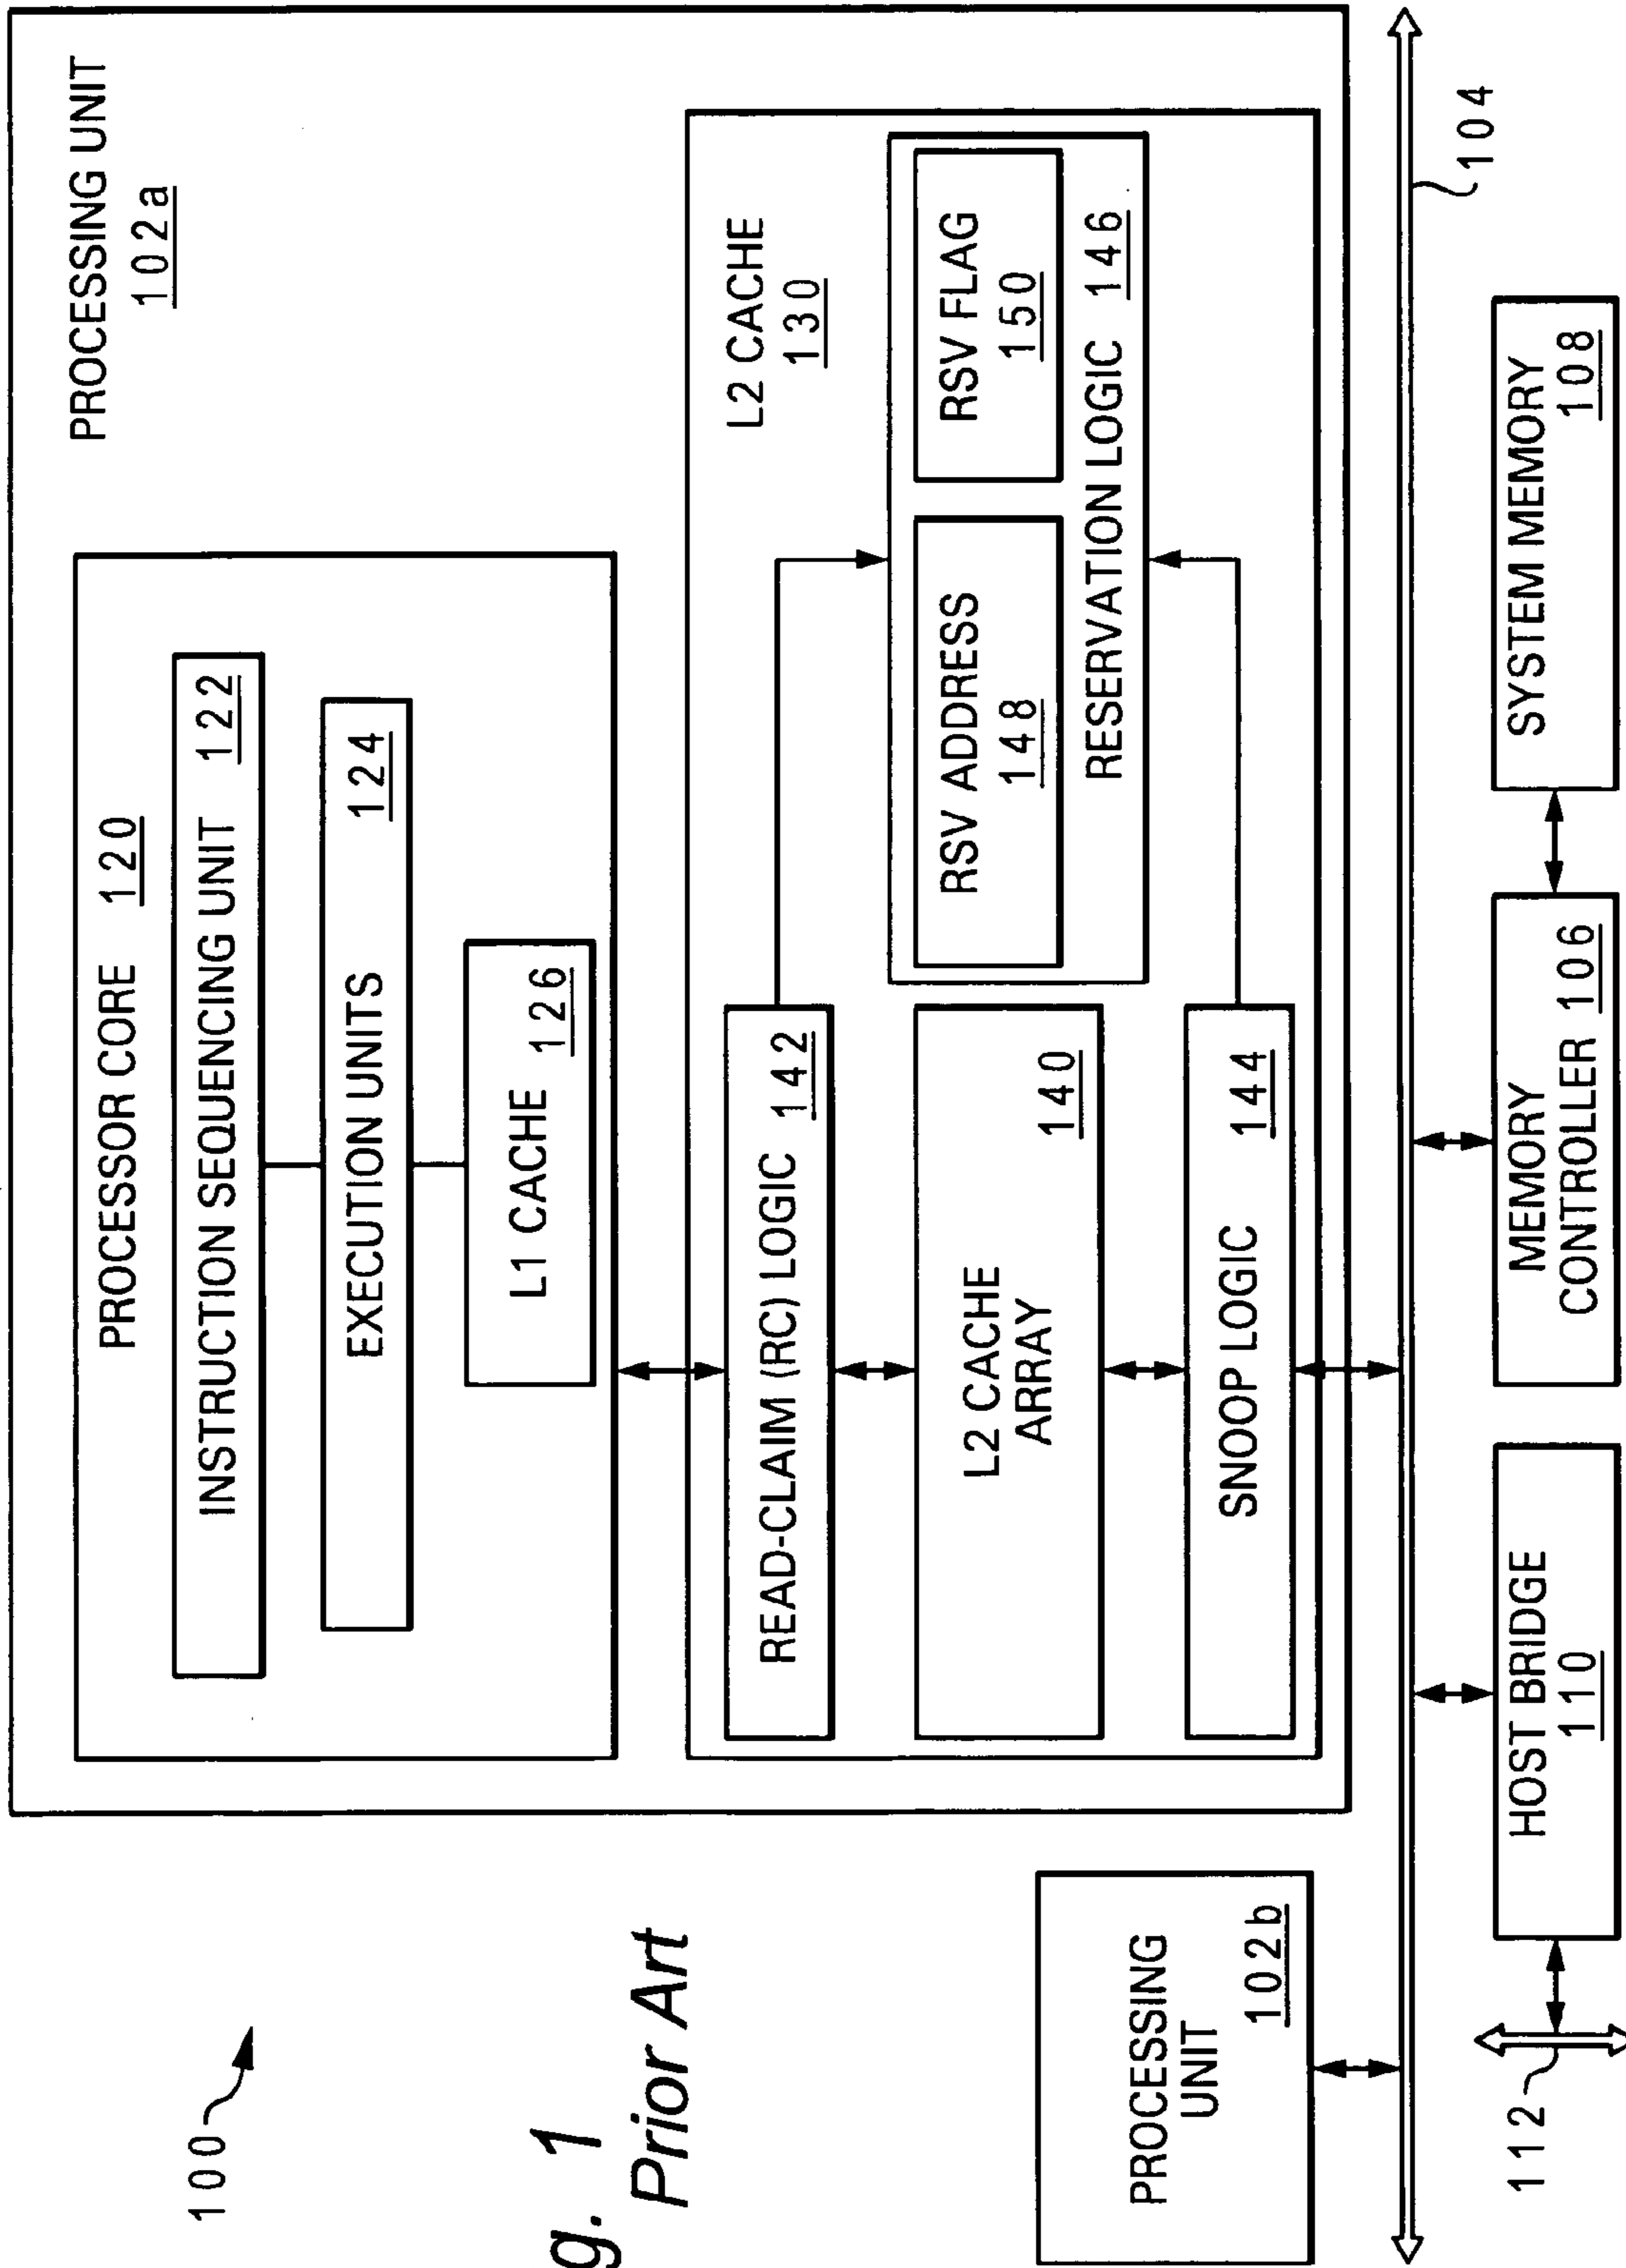 100
PROCESSING UNIT
102a
PROCESSOR CORE 120
INSTRUCTION SEQUENCING UNIT 122
EXECUTION UNITS 124
L1 CACHE 126
L2 CACHE
130
READ-CLAIM (RC) LOGIC 142
L2 CACHE
ARRAY
140
SNOOP LOGIC 144
RSV ADDRESS
148
RSV FLAG
150
RESERVATION LOGIC 146
g. 1
Prior Art
PROCESSING
UNIT
102b
104
112
HOST BRIDGE
110
MEMORY
CONTROLLER 106
SYSTEM MEMORY
108